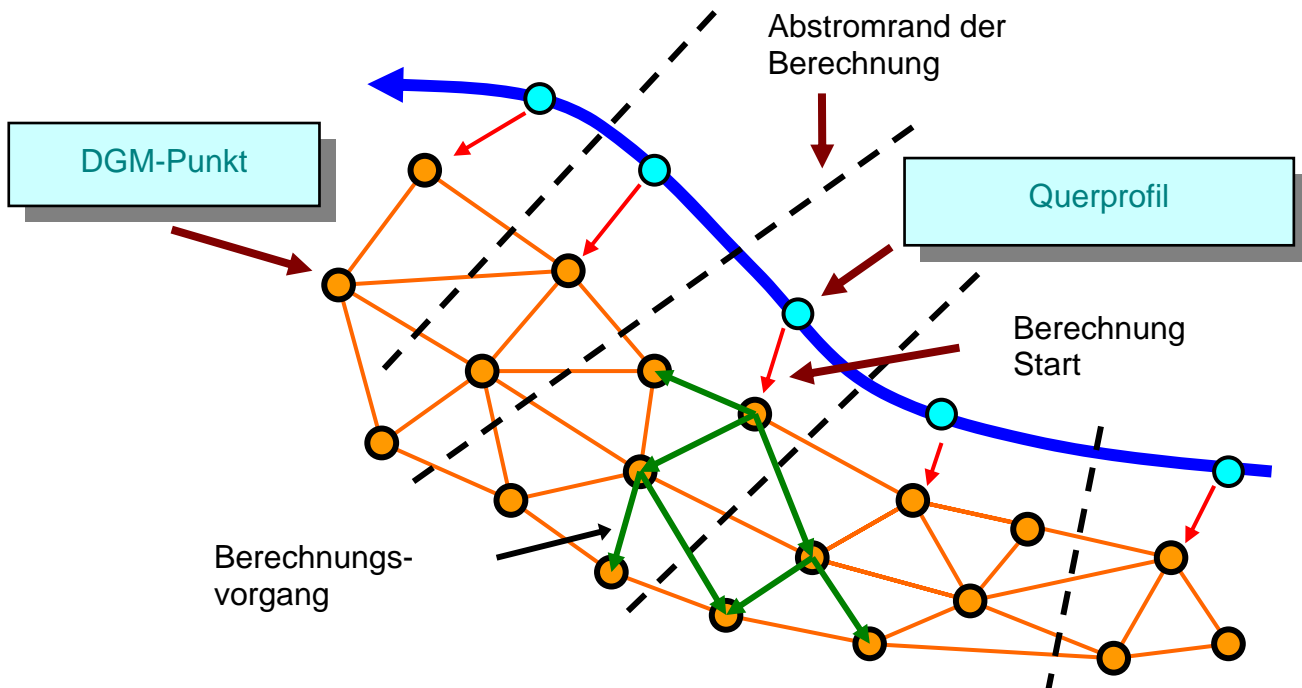 Abstromrand der
Berechnung
DGM-Punkt
Querprofil
Berechnung
Start
Berechnungs-
vorgang